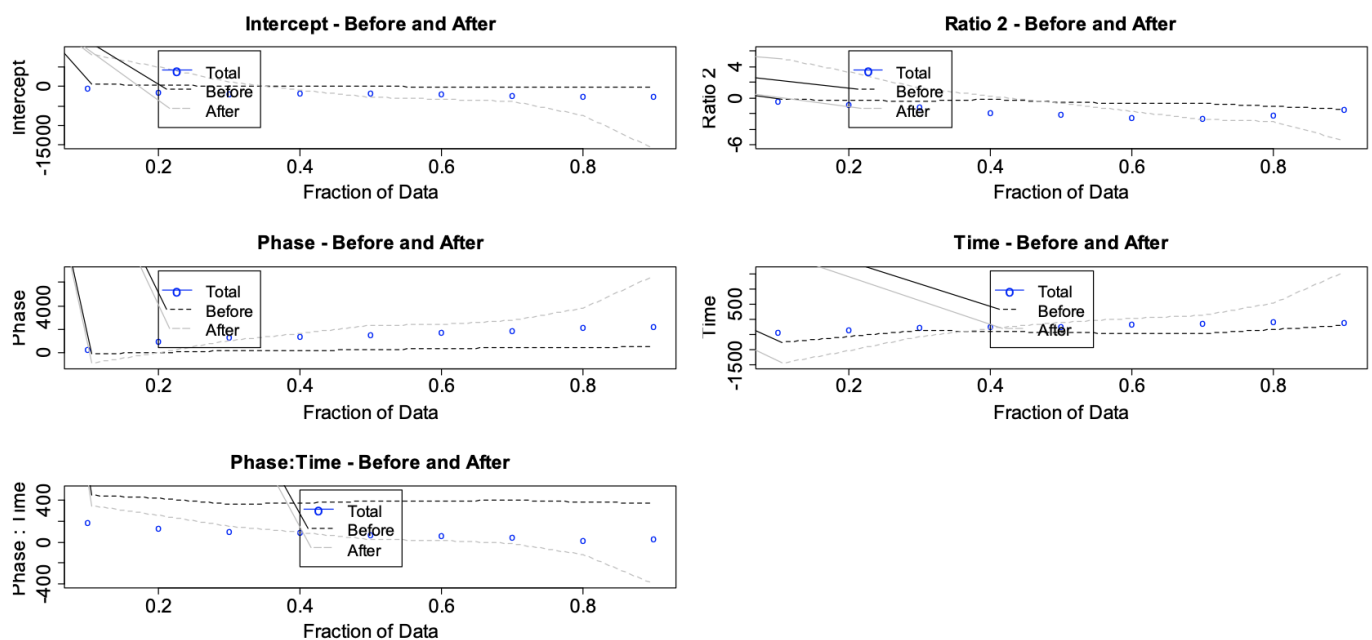 Intercept - Before and After
Intercept
0
-15000
Total
Before
After
0.2
0.4
0.6
0.8
Fraction of Data
Ratio 2 - Before and After
Ratio 2
4
0
-6
Total
Before
After
0.2
0.4
0.6
0.8
Fraction of Data
Phase - Before and After
Phase
4000
0
Total
Before
After
0.2
0.4
0.6
0.8
Fraction of Data
Time - Before and After
Time
500
-1500
Total
Before
After
0.2
0.4
0.6
0.8
Fraction of Data
Phase:Time - Before and After
Phase : Time
400
0
-400
Total
Before
After
0.2
0.4
0.6
0.8
Fraction of Data